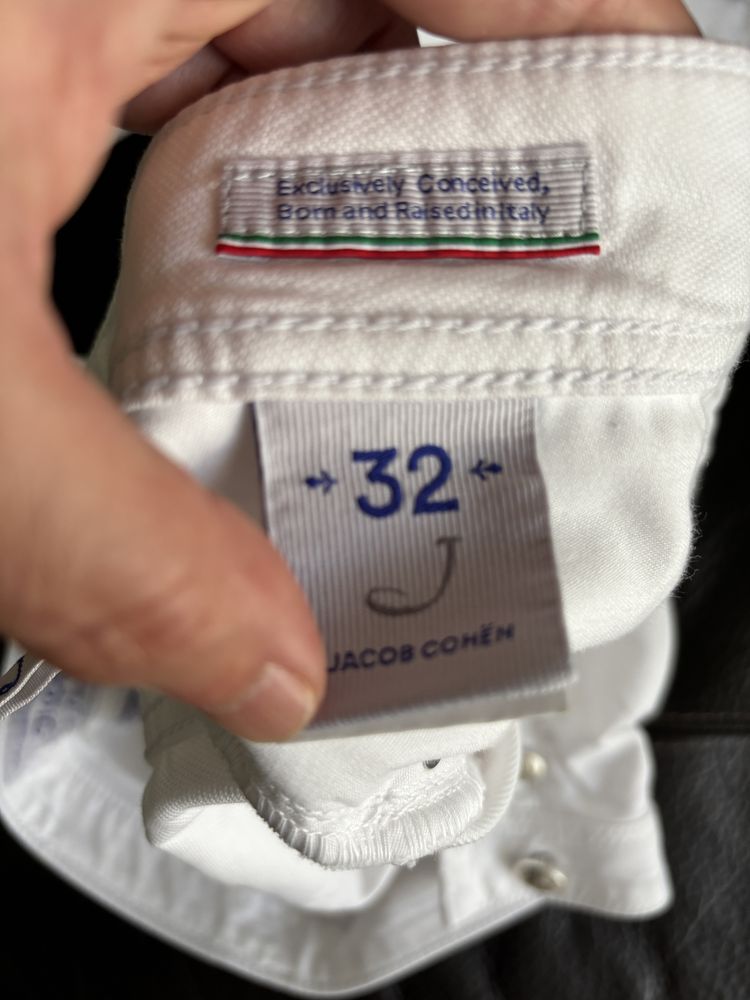 Exclusively Conceived,
Born and Raised in Italy
32
J
JACOB COHËN